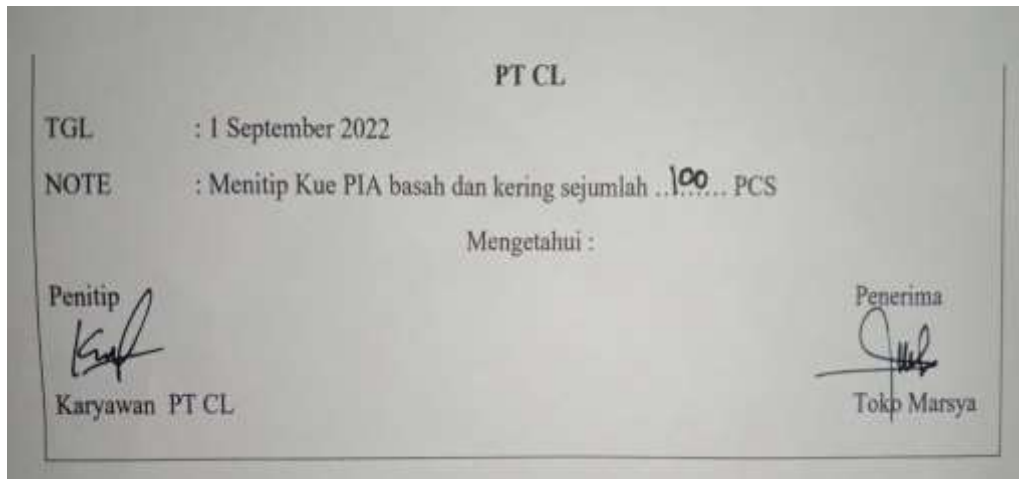 PT CL
TGL : 1 September 2022
NOTE : Menitip Kue PIA basah dan kering sejumlah ..100.... PCS
Mengetahui :
Penitip Penerima
Karyawan PT CL Toko Marsya